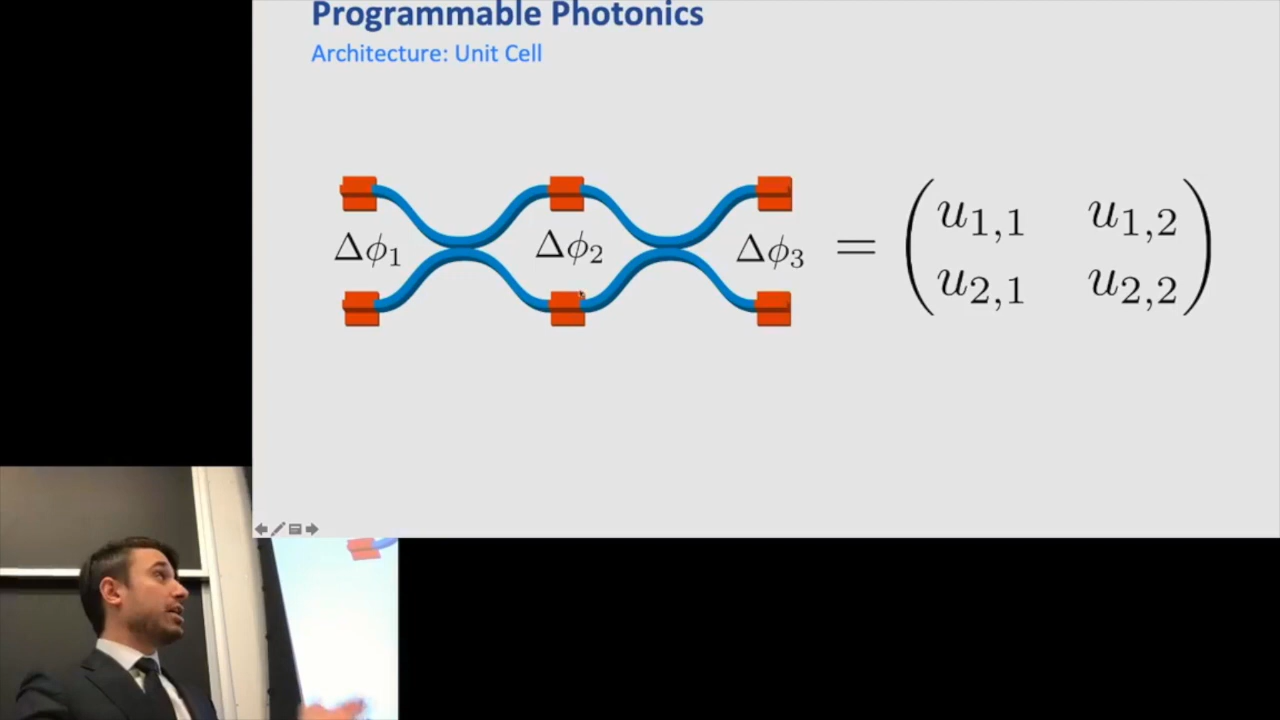 Programmable Photonics
Architecture: Unit Cell
Δϕ₁ Δϕ₂ Δϕ₃ = ( u₁,₁ u₁,₂
u₂,₁ u₂,₂ )